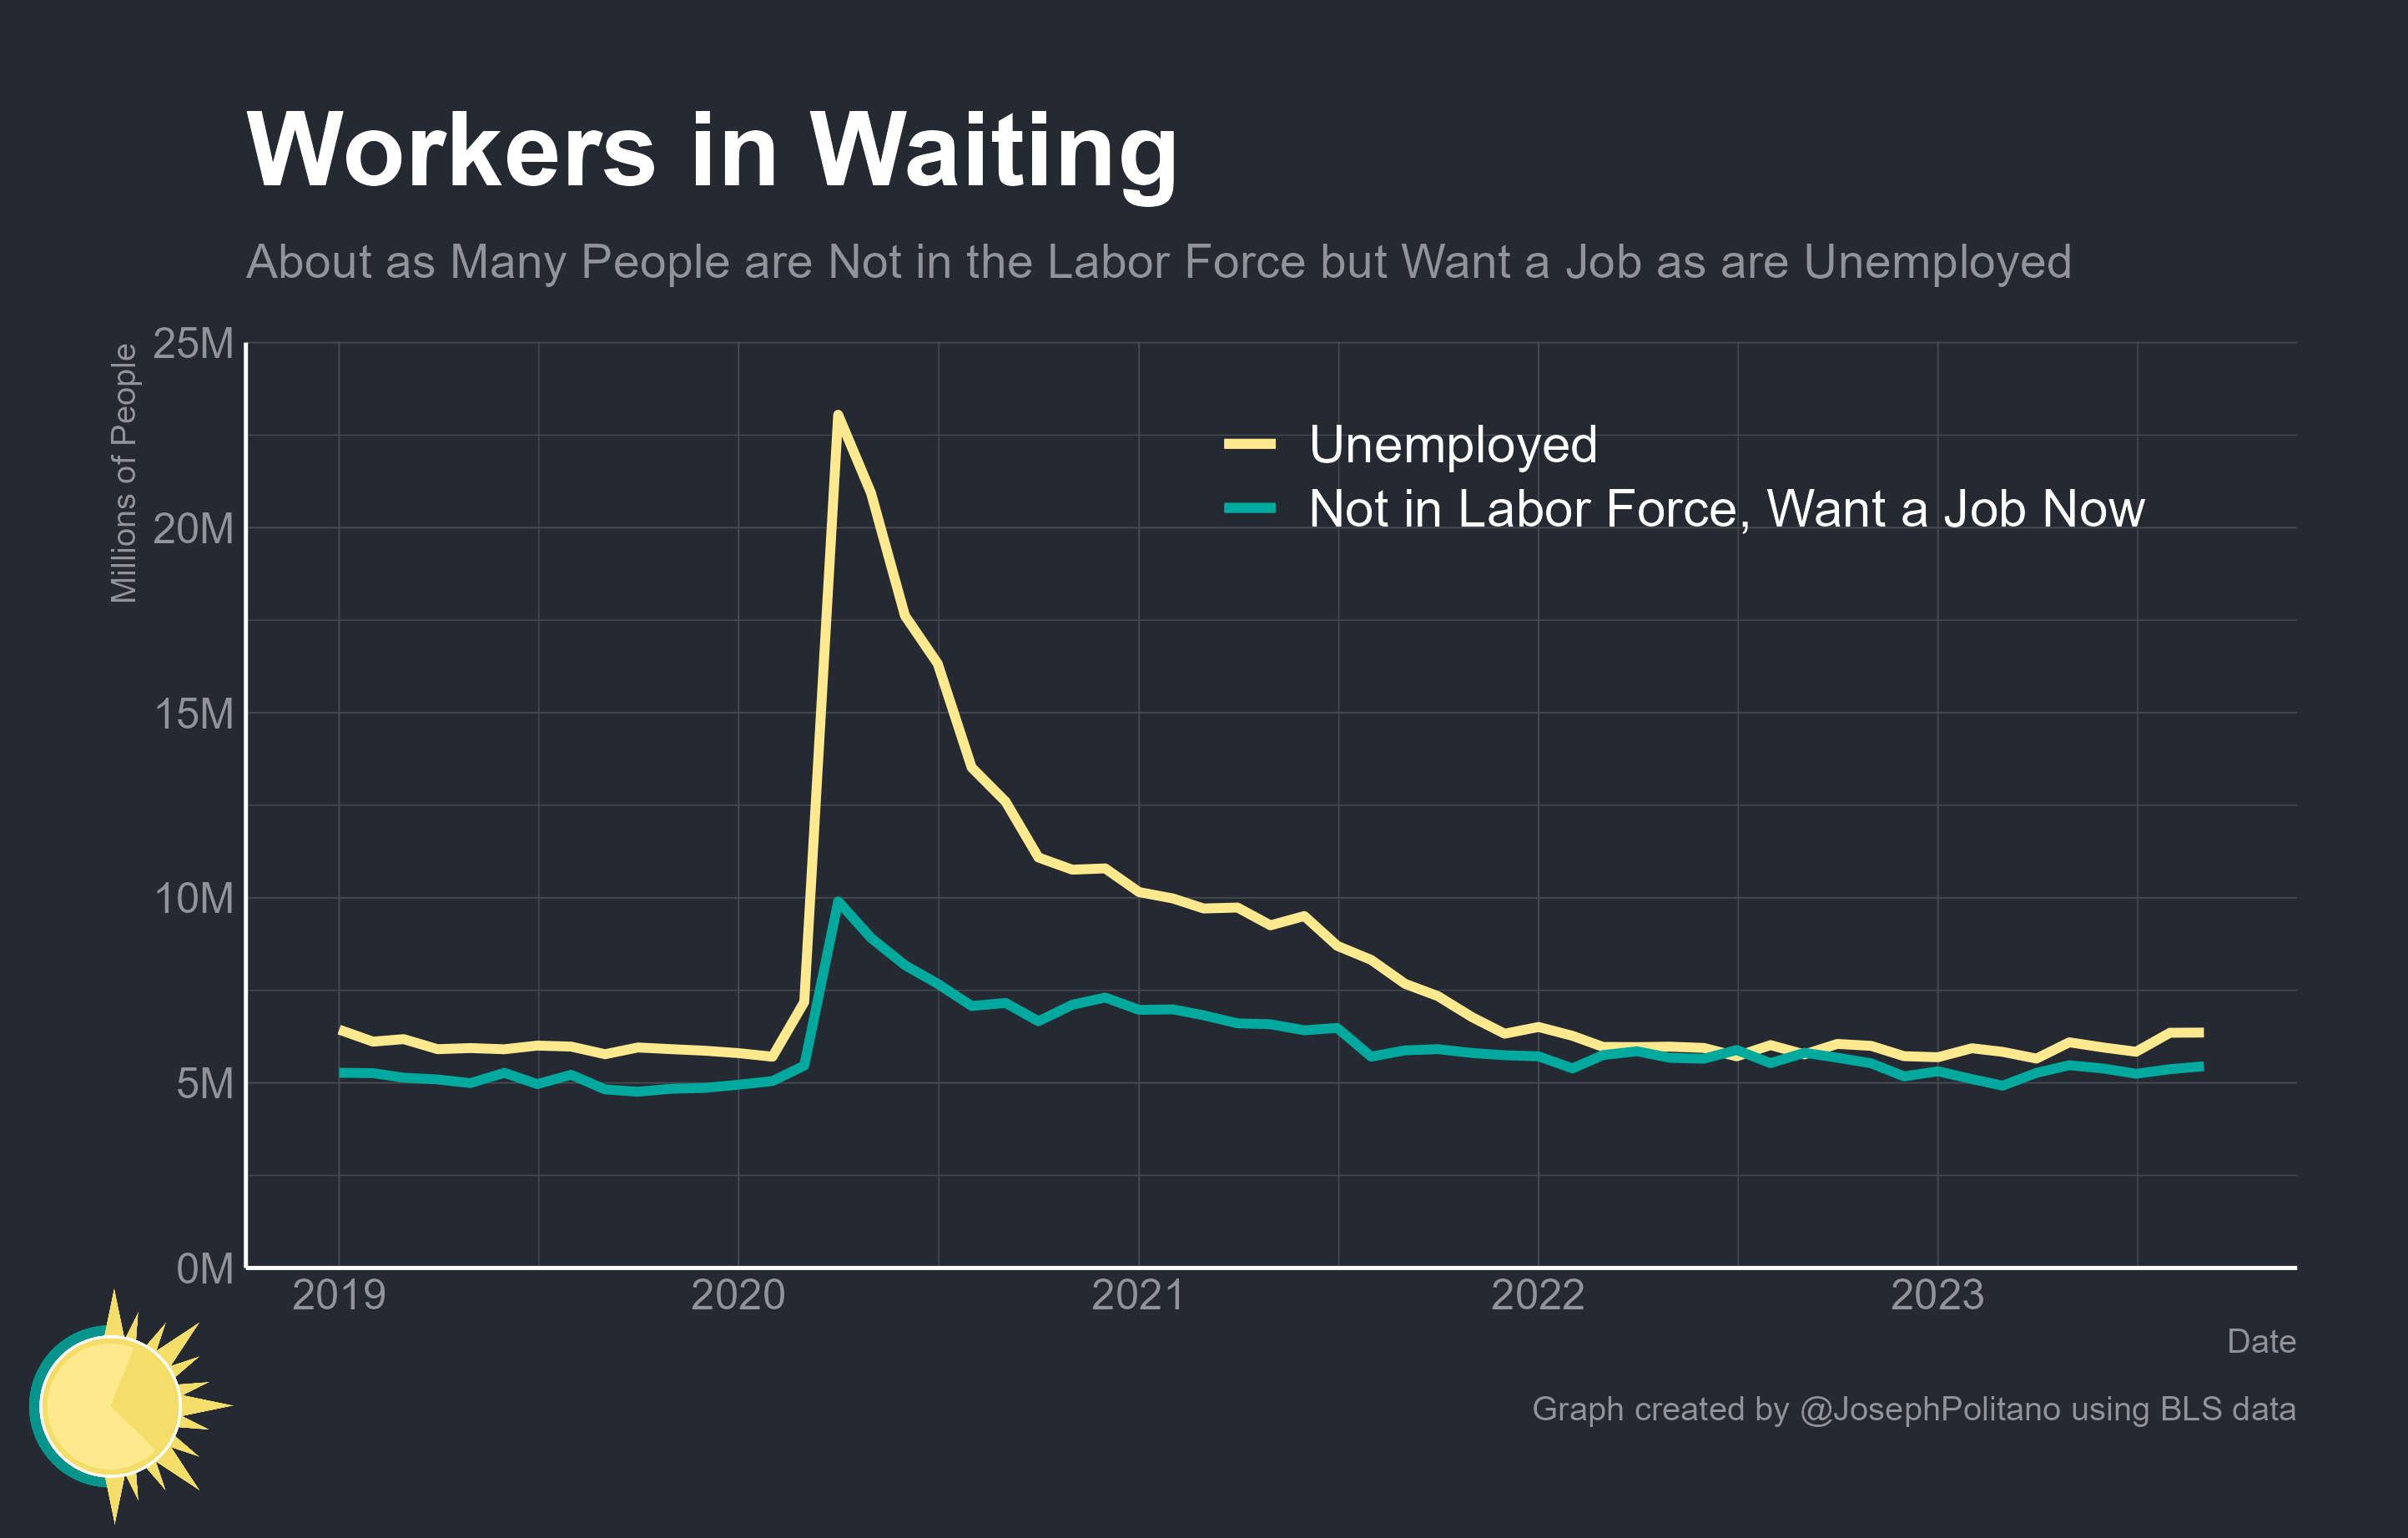 Workers in Waiting
About as Many People are Not in the Labor Force but Want a Job as are Unemployed
Millions of People
25M
20M
15M
10M
5M
0M
Unemployed
Not in Labor Force, Want a Job Now
2019
2020
2021
2022
2023
Date
Graph created by @JosephPolitano using BLS data